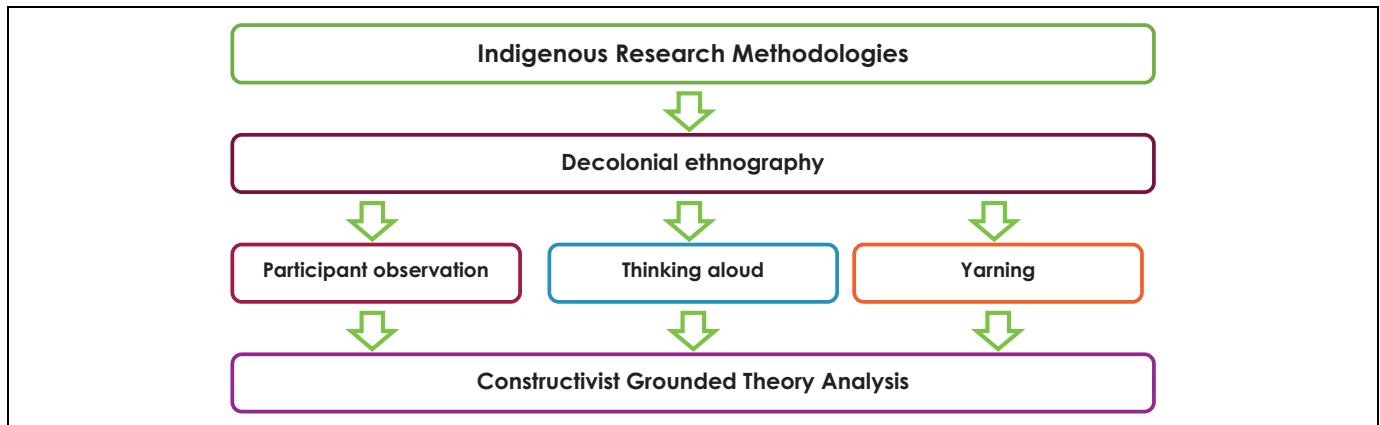 Indigenous Research Methodologies
Decolonial ethnography
Participant observation
Thinking aloud
Yarning
Constructivist Grounded Theory Analysis